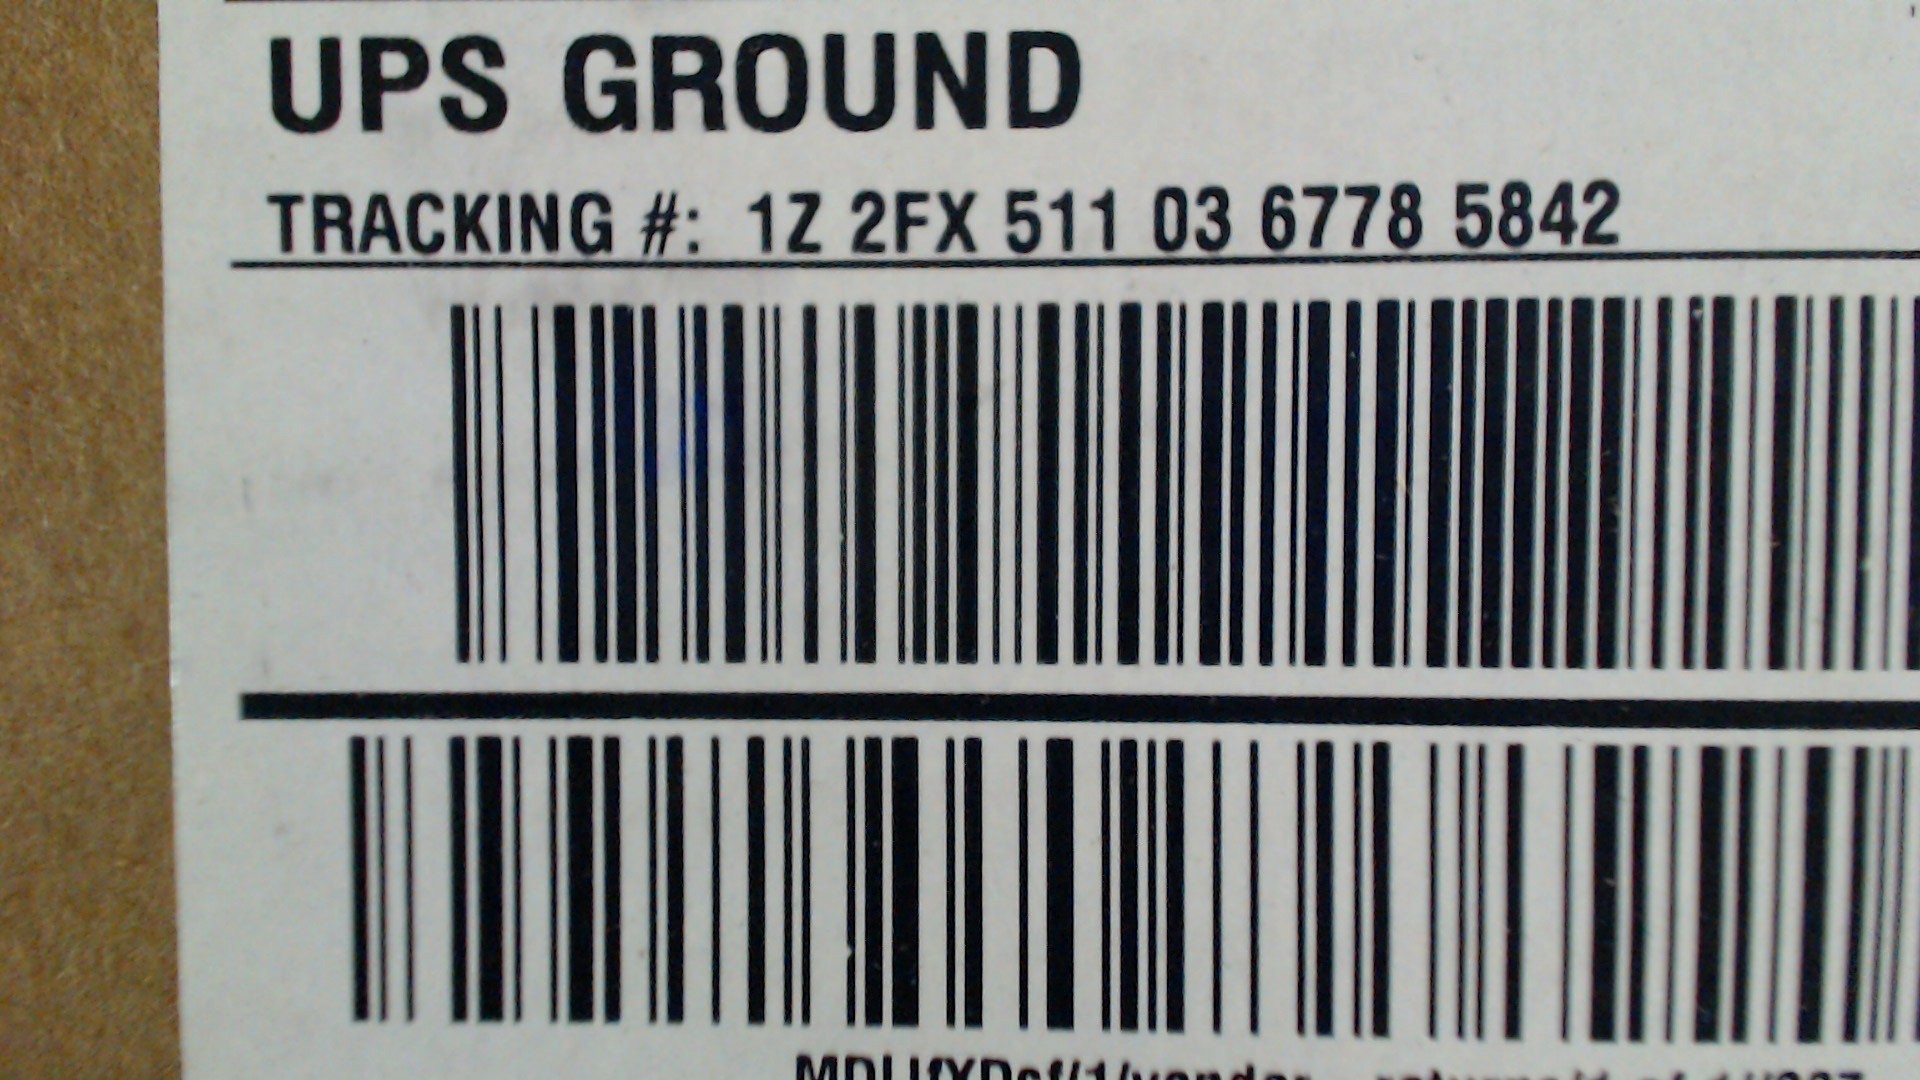 UPS GROUND
TRACKING #: 1Z 2FX 511 03 6778 5842